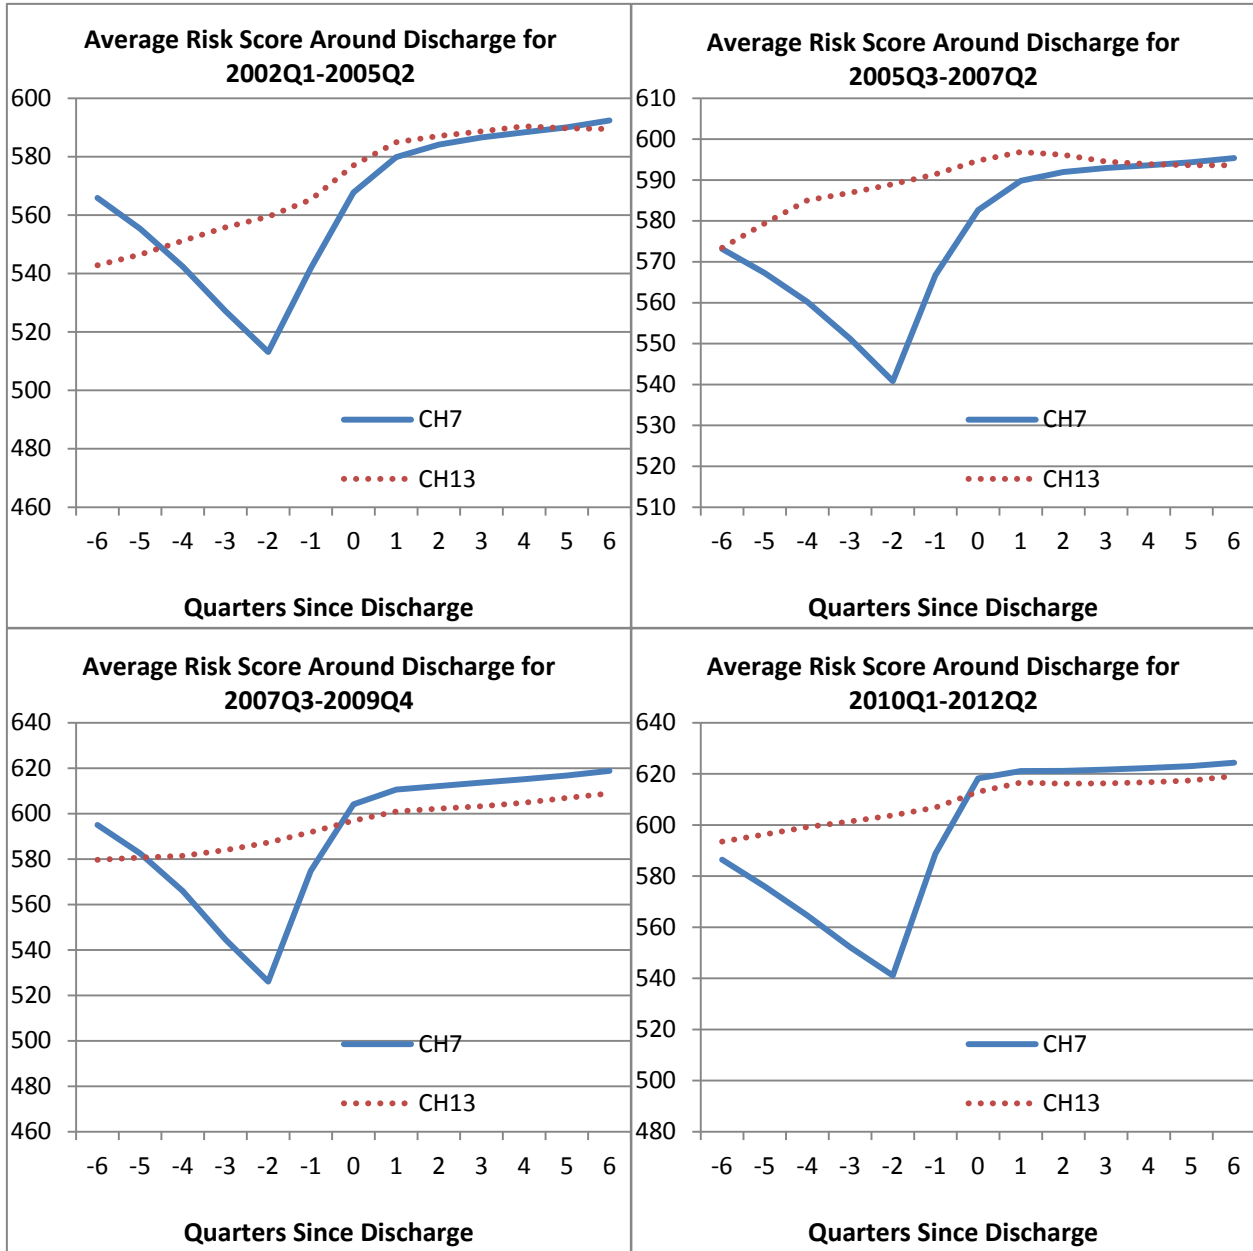 Average Risk Score Around Discharge for
2002Q1-2005Q2
600
580
560
540
520
500
480
460
CH7
CH13
-6 -5 -4 -3 -2 -1 0 1 2 3 4 5 6
Quarters Since Discharge
Average Risk Score Around Discharge for
2005Q3-2007Q2
610
600
590
580
570
560
550
540
530
520
510
CH7
CH13
-6 -5 -4 -3 -2 -1 0 1 2 3 4 5 6
Quarters Since Discharge
Average Risk Score Around Discharge for
2007Q3-2009Q4
640
620
600
580
560
540
520
500
480
460
CH7
CH13
-6 -5 -4 -3 -2 -1 0 1 2 3 4 5 6
Quarters Since Discharge
Average Risk Score Around Discharge for
2010Q1-2012Q2
640
620
600
580
560
540
520
500
480
CH7
CH13
-6 -5 -4 -3 -2 -1 0 1 2 3 4 5 6
Quarters Since Discharge